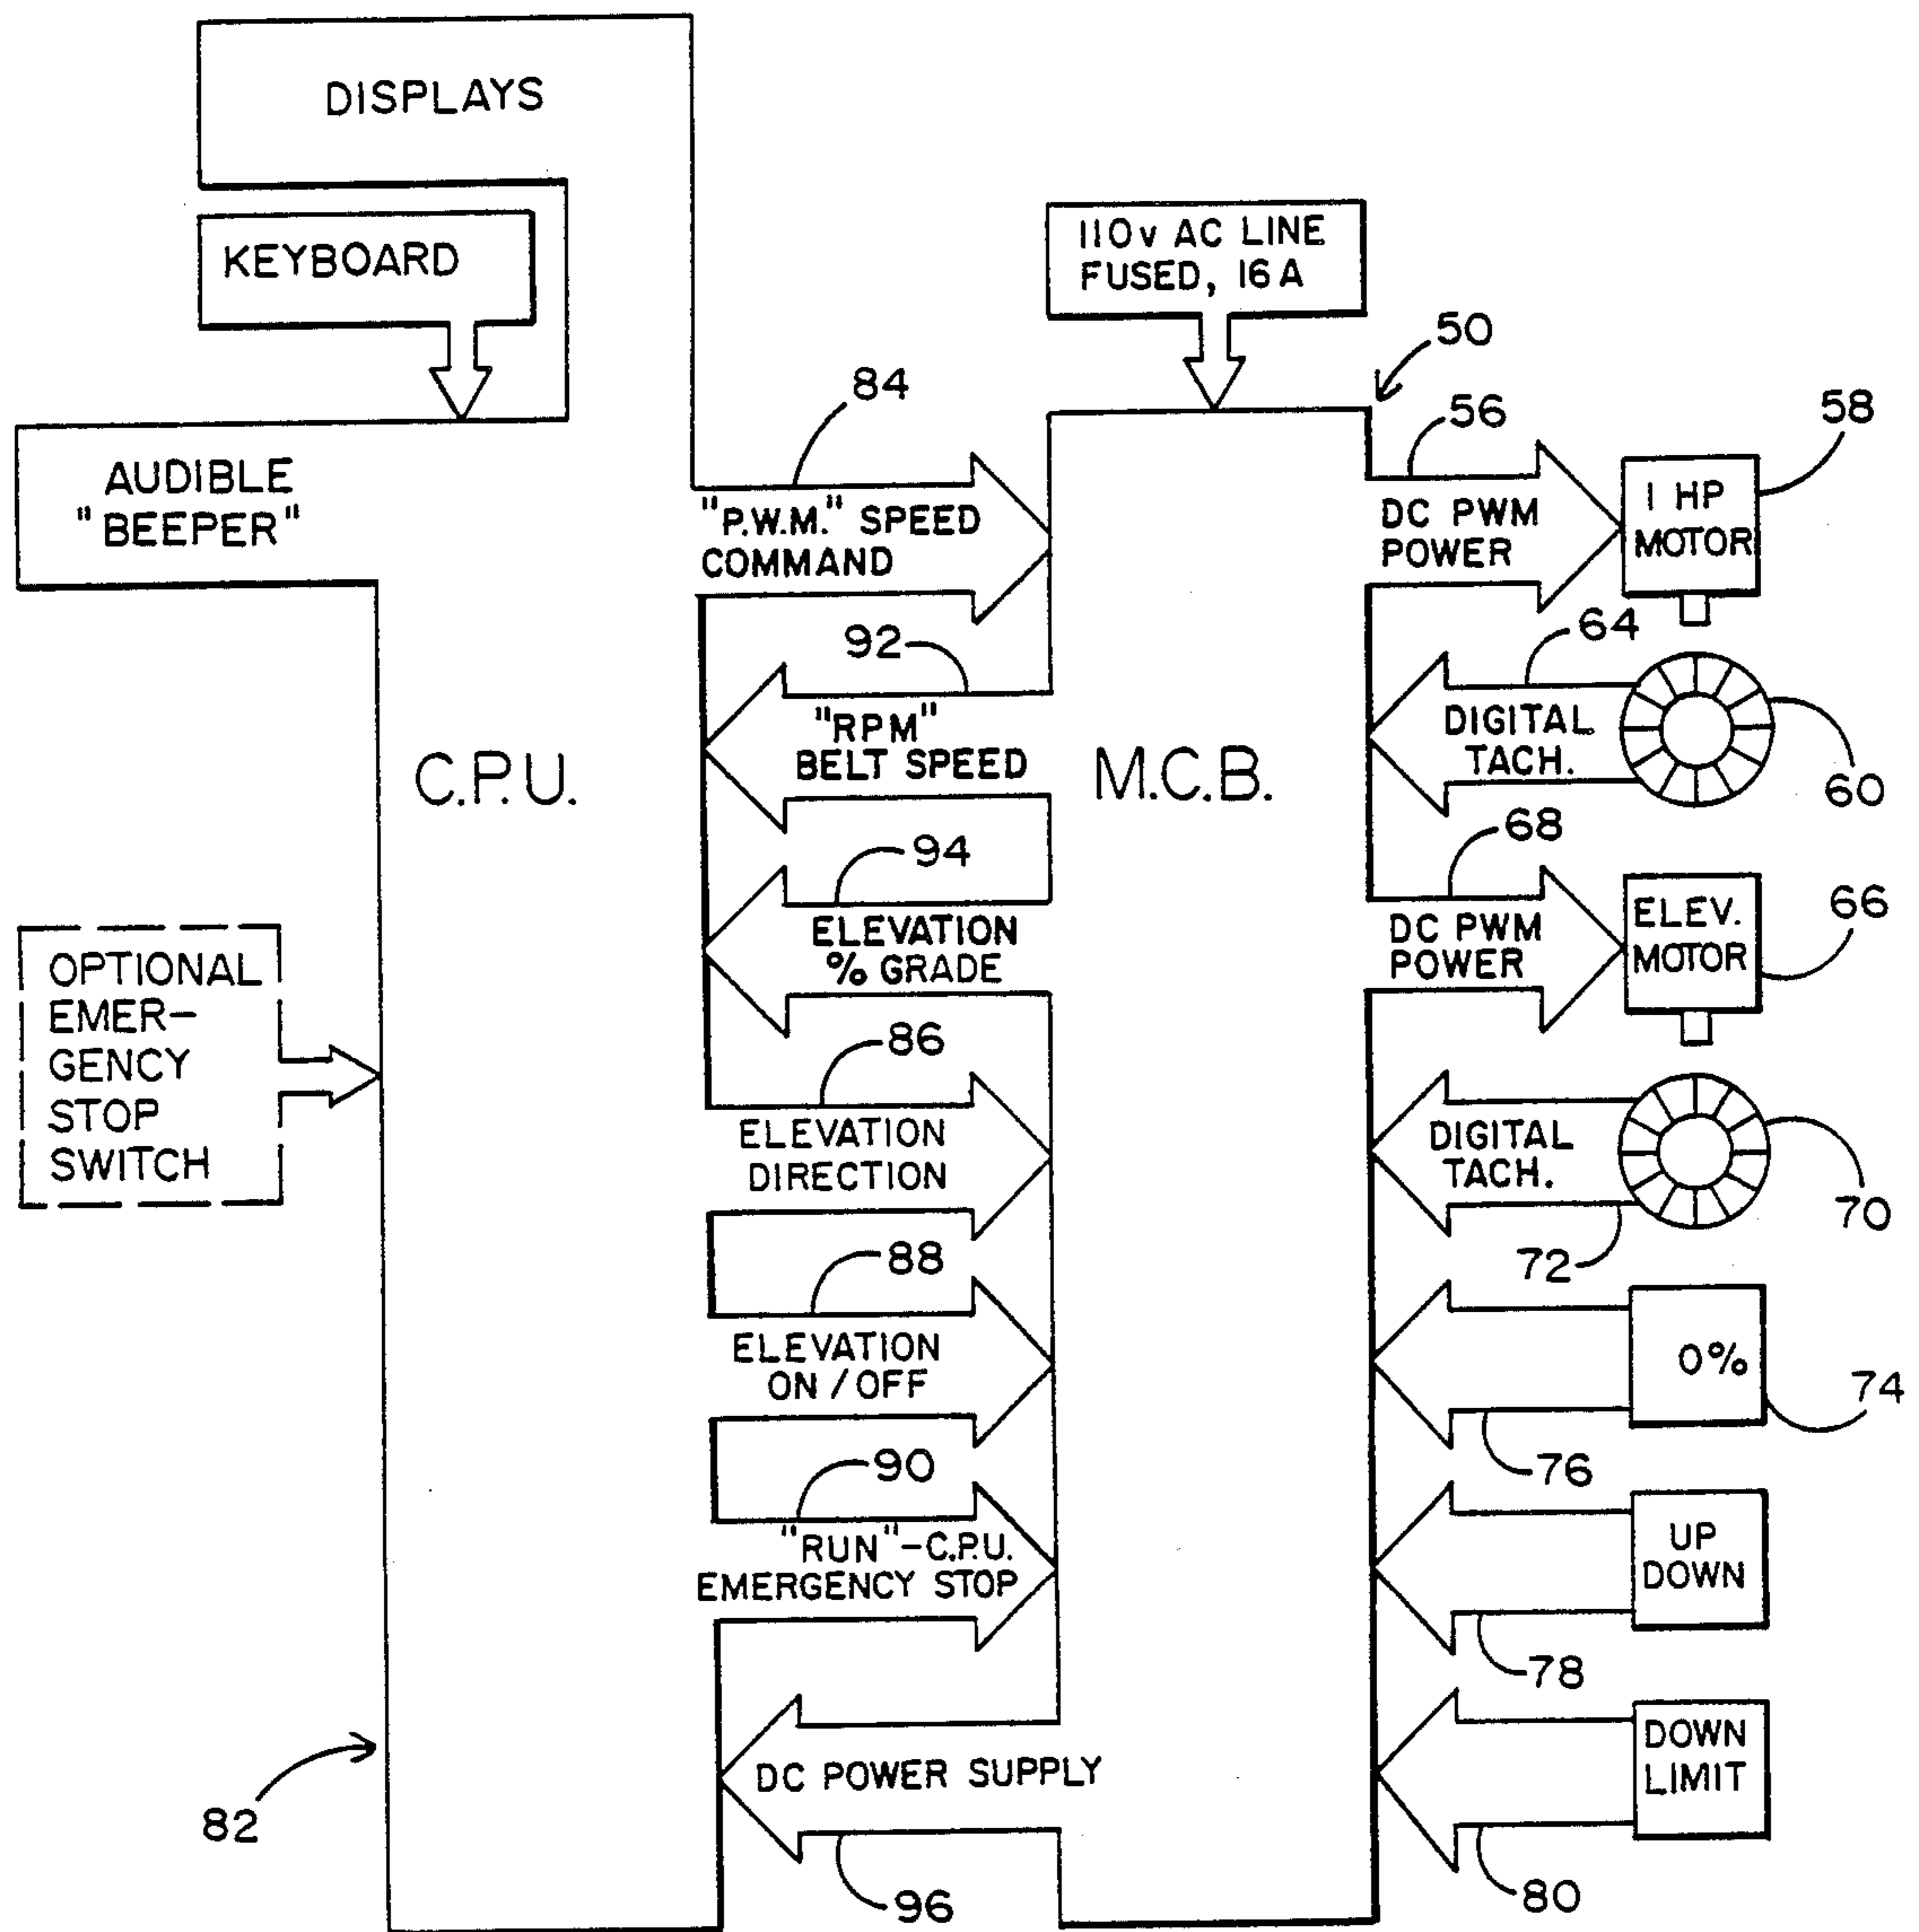 DISPLAYS
KEYBOARD
110v AC LINE
FUSED, 16A
50
84
56
58
AUDIBLE
"BEEPER"
"P.W.M." SPEED
COMMAND
DC PWM
POWER
1 HP
MOTOR
92
64
"RPM"
BELT SPEED
DIGITAL
TACH.
60
C.P.U.
M.C.B.
94
68
ELEVATION
% GRADE
DC PWM
POWER
ELEV.
MOTOR
66
OPTIONAL
EMER-
GENCY
STOP
SWITCH
86
ELEVATION
DIRECTION
DIGITAL
TACH.
70
72
88
ELEVATION
ON / OFF
0%
74
76
90
"RUN"-C.P.U.
EMERGENCY STOP
UP
DOWN
78
DC POWER SUPPLY
DOWN
LIMIT
82
96
80